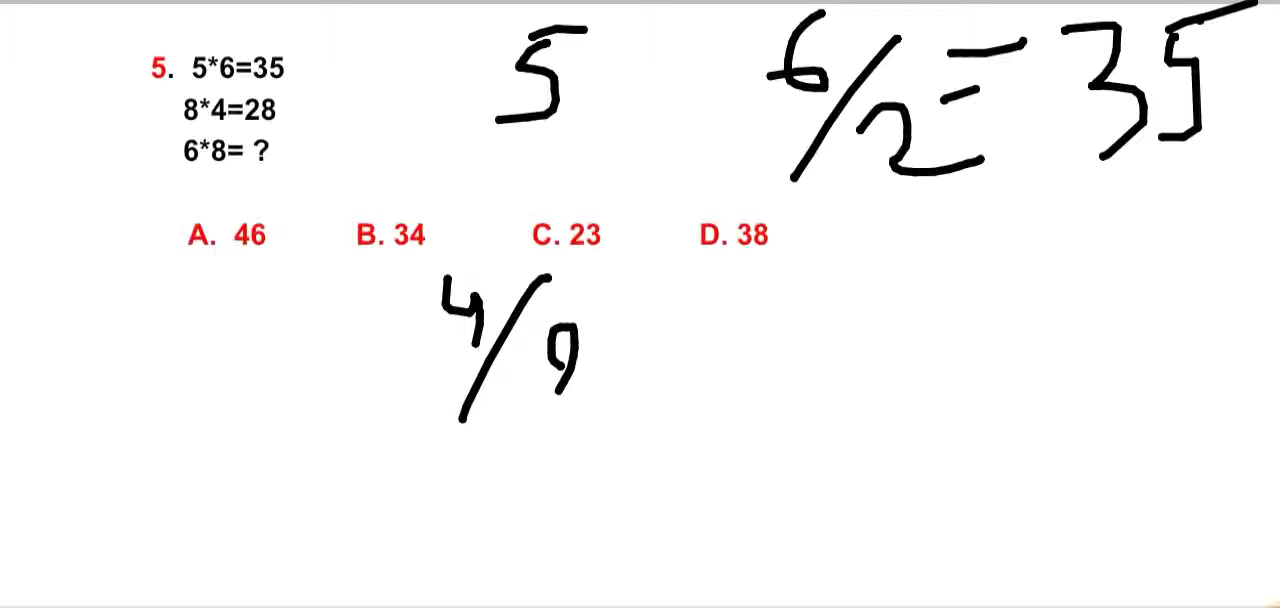 5. 5*6=35
8*4=28
6*8= ?
5 6/2 = 35
A. 46 B. 34 C. 23 D. 38
4/9